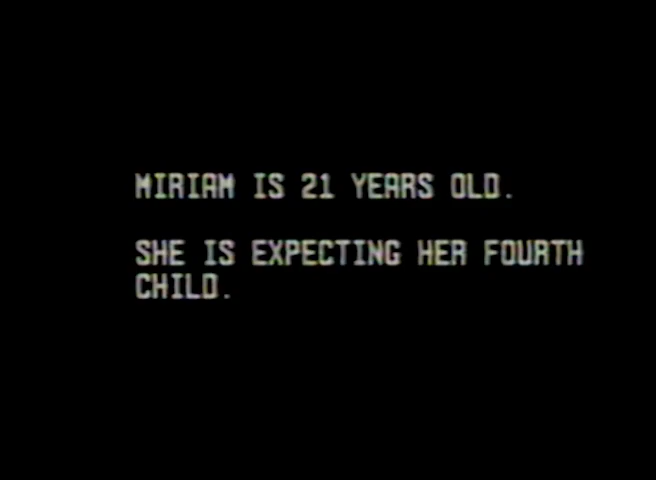 MIRIAM IS 21 YEARS OLD.
SHE IS EXPECTING HER FOURTH
CHILD.